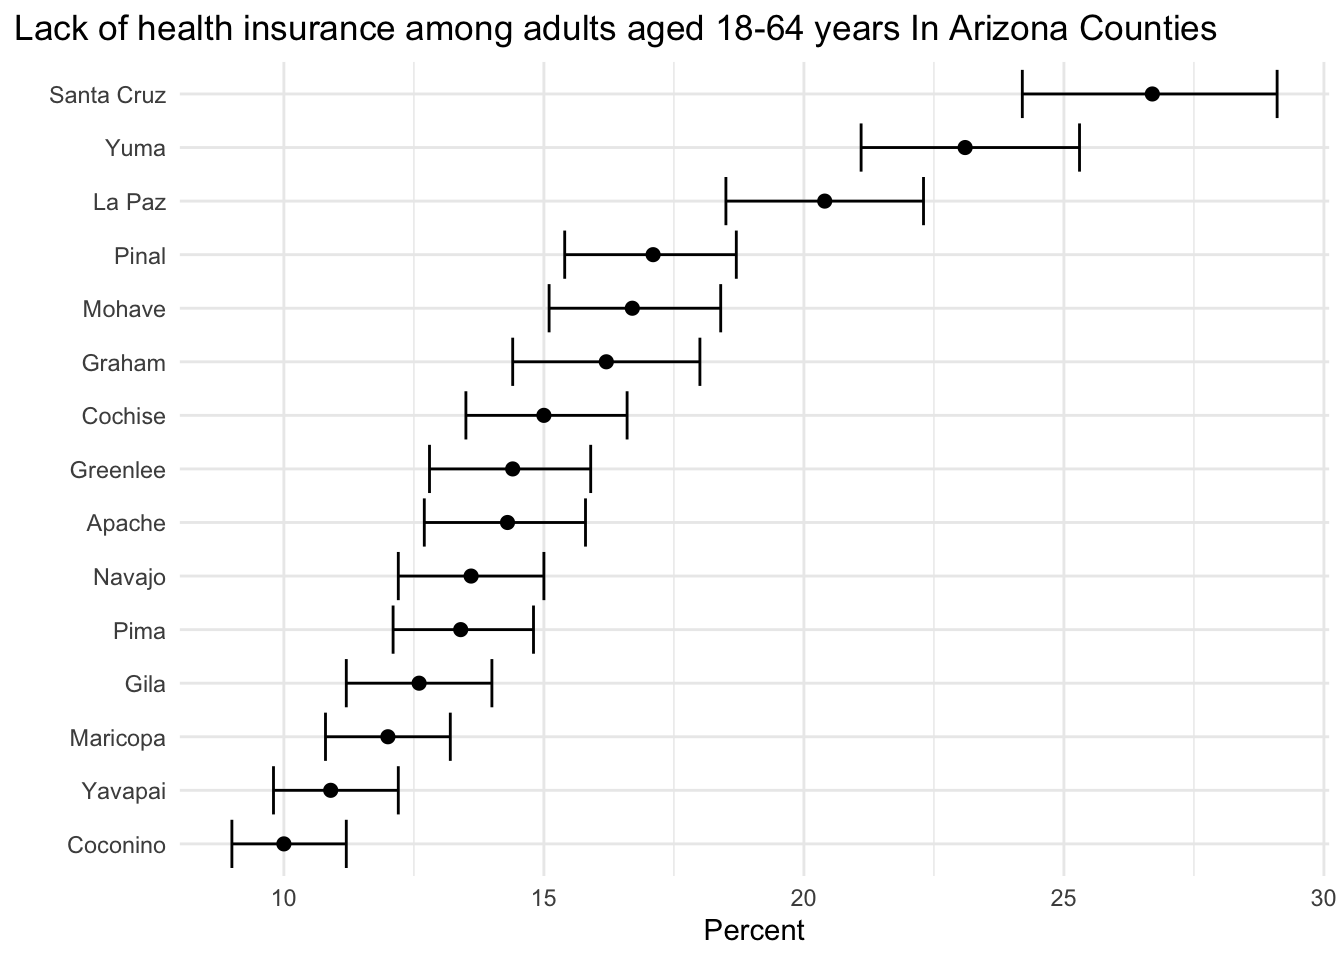 Lack of health insurance among adults aged 18-64 years In Arizona Counties
Santa Cruz
Yuma
La Paz
Pinal
Mohave
Graham
Cochise
Greenlee
Apache
Navajo
Pima
Gila
Maricopa
Yavapai
Coconino
10 15 20 25 30
Percent